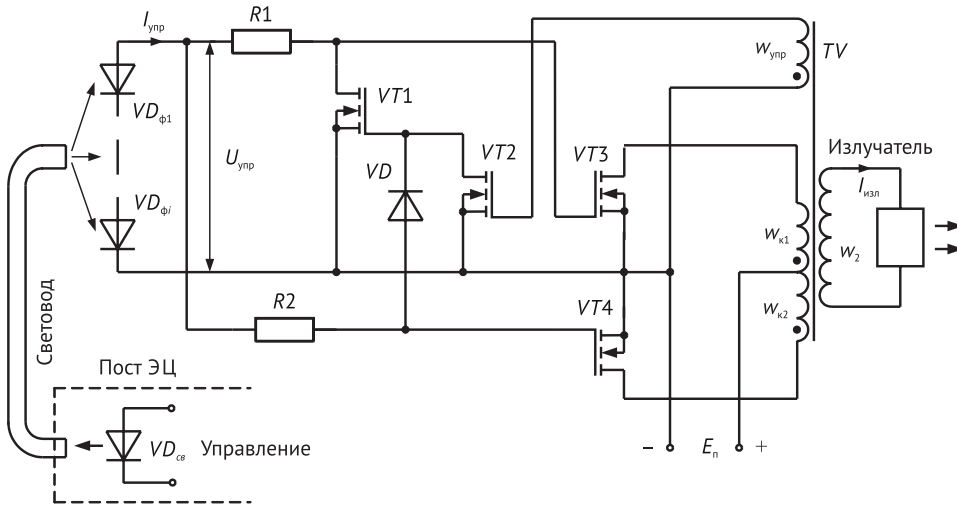 Iупр
R1
VDф1
VDфi
Uупр
VT1
VD
VT2
VT3
wупр
TV
Излучатель
Iизл
wк1
w2
wк2
R2
VT4
Световод
Пост ЭЦ
VDсв
Управление
− Eп +